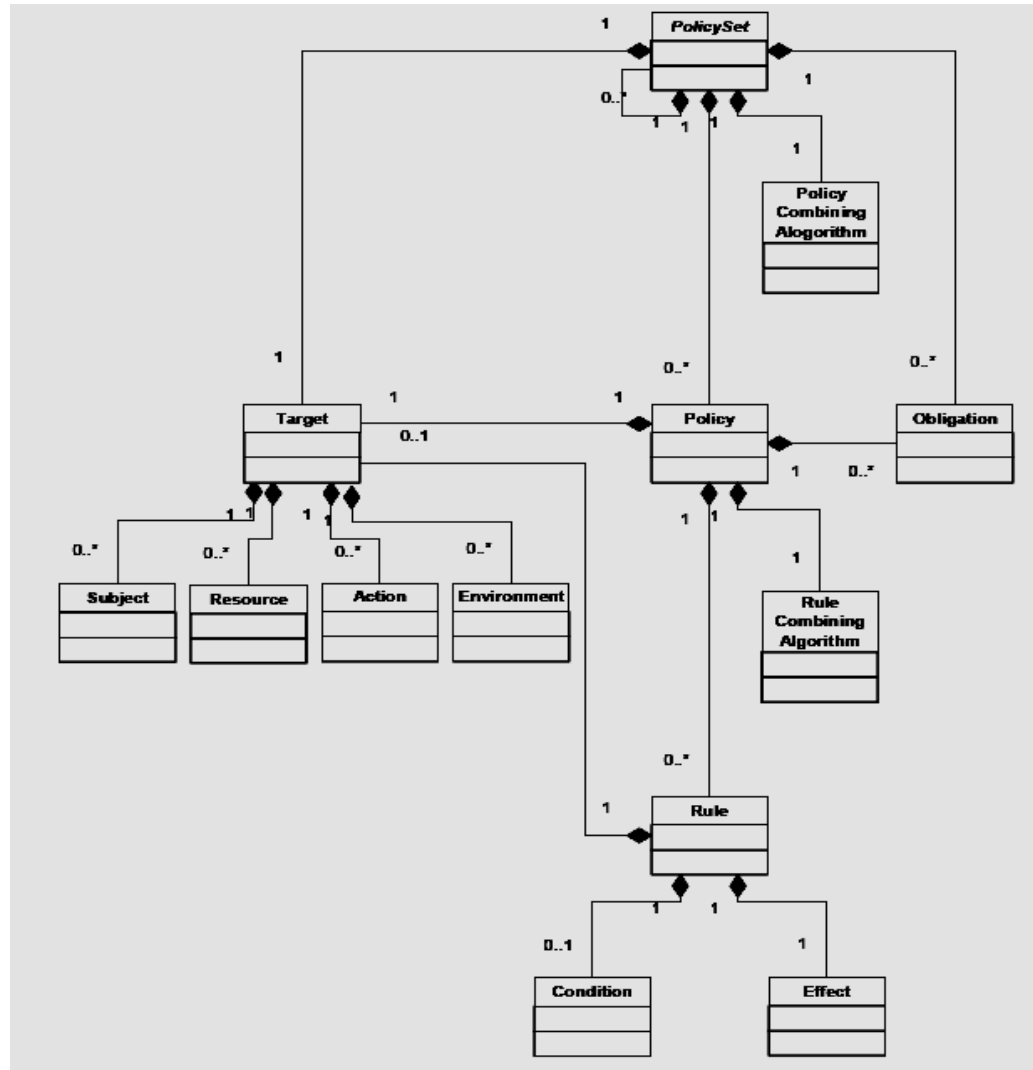 1
PolicySet
1
0..*
1
1
1
1
Policy
Combining
Alogorithm
1
0..*
0..*
1
1
Target
Policy
Obligation
0..1
1
0..*
1
1
1
1
1
1
0..*
0..*
0..*
0..*
1
Subject
Resource
Action
Environment
Rule
Combining
Algorithm
0..*
1
Rule
1
1
0..1
1
Condition
Effect